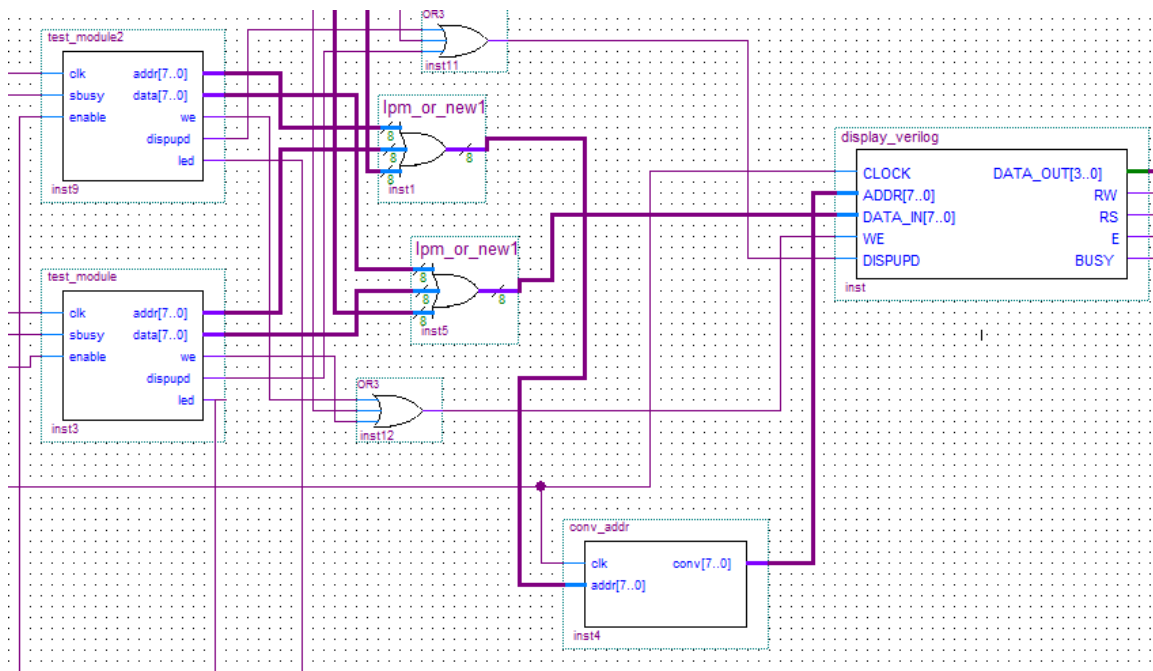 OR3
inst11
test_module2
clk addr[7..0]
sbusy data[7..0]
enable we
dispupd
led
inst9
lpm_or_new1
8
8
8
8
inst1
display_verilog
CLOCK DATA_OUT[3..0]
ADDR[7..0] RW
DATA_IN[7..0] RS
WE E
DISPUPD BUSY
inst
lpm_or_new1
8
8
8
8
inst5
test_module
clk addr[7..0]
sbusy data[7..0]
enable we
dispupd
led
inst3
OR3
inst12
conv_addr
clk conv[7..0]
addr[7..0]
inst4